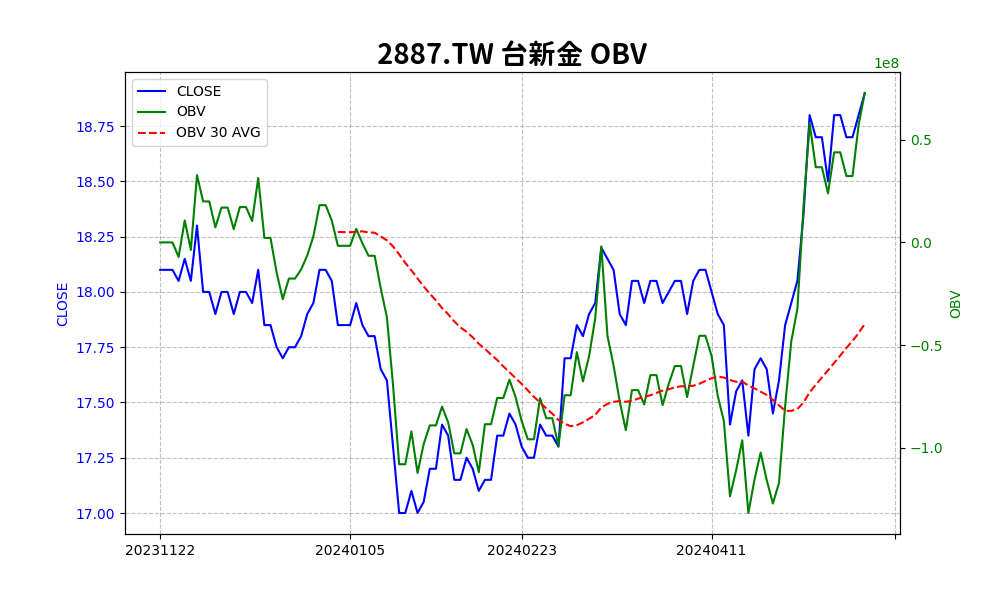 2887.TW 台新金 OBV
1e8
CLOSE
OBV
OBV 30 AVG
18.75
18.50
18.25
18.00
17.75
17.50
17.25
17.00
CLOSE
0.5
0.0
−0.5
−1.0
OBV
20231122
20240105
20240223
20240411